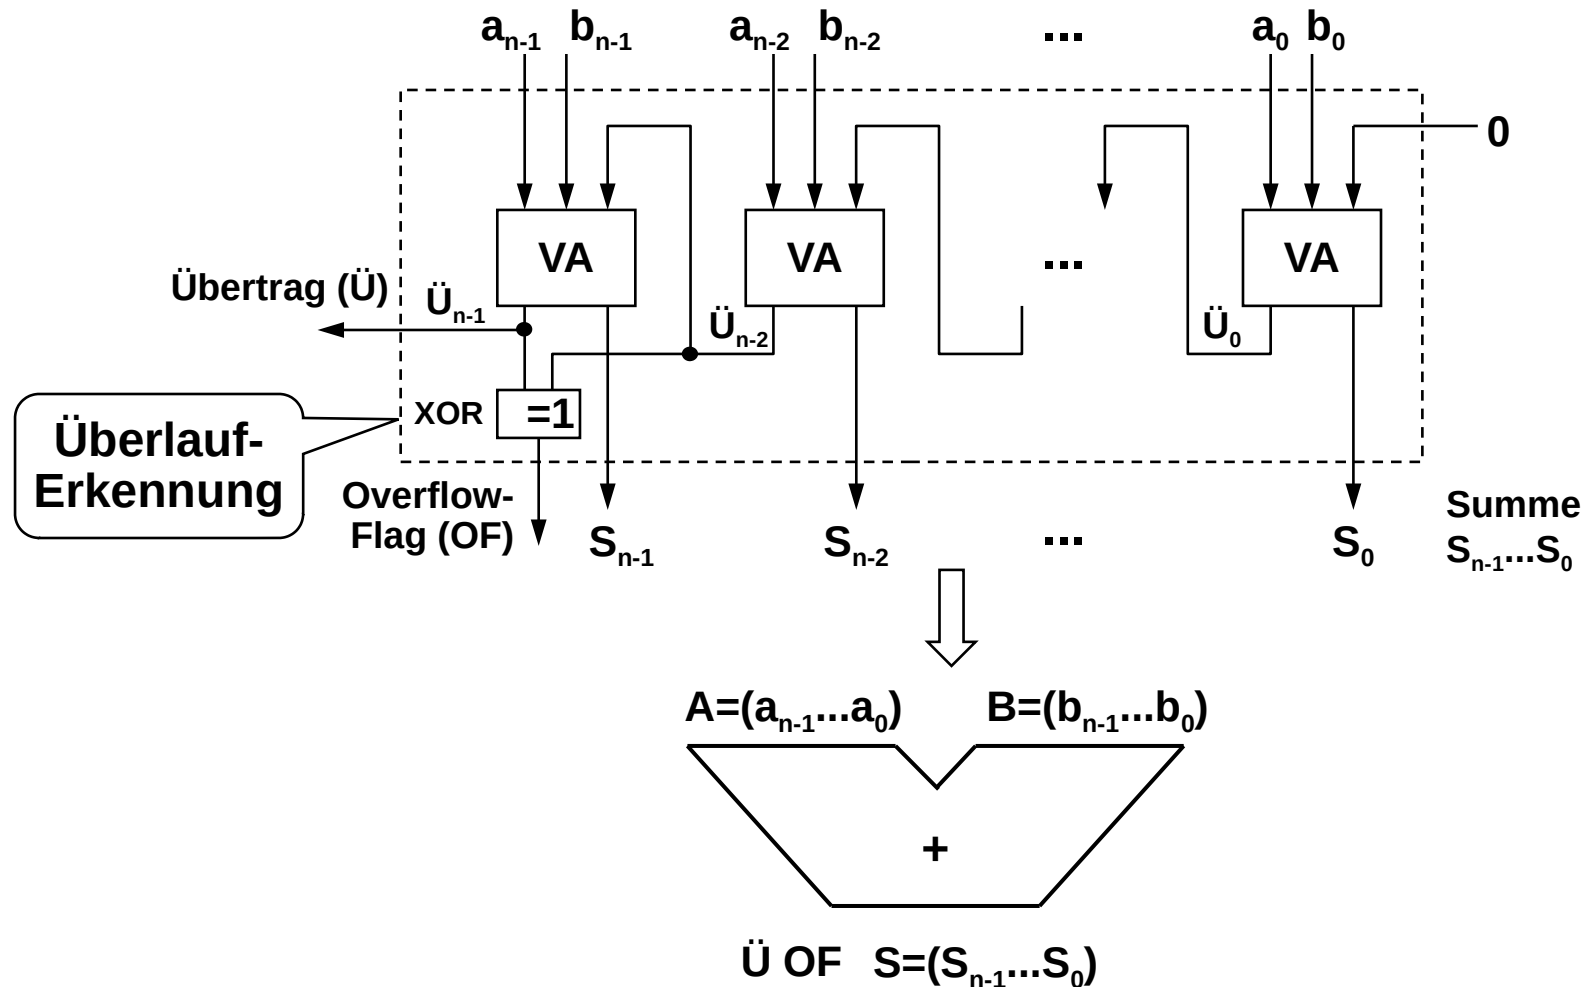 aₙ₋₁ bₙ₋₁ aₙ₋₂ bₙ₋₂ ... a₀ b₀
0
VA VA ... VA
Übertrag (Ü) Üₙ₋₁ Üₙ₋₂ Ü₀
XOR =1
Überlauf-
Erkennung
Overflow-
Flag (OF)
Sₙ₋₁ Sₙ₋₂ ... S₀
Summe
Sₙ₋₁...S₀
A=(aₙ₋₁...a₀) B=(bₙ₋₁...b₀)
+
Ü OF S=(Sₙ₋₁...S₀)